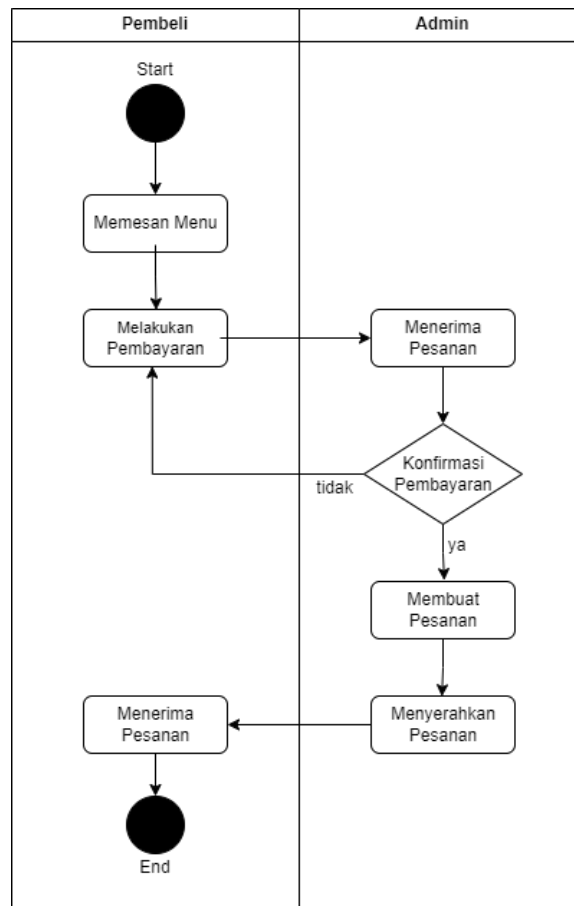 Pembeli
Admin
Start
Memesan Menu
Melakukan
Pembayaran
Menerima
Pesanan
Konfirmasi
Pembayaran
tidak
ya
Membuat
Pesanan
Menerima
Pesanan
Menyerahkan
Pesanan
End